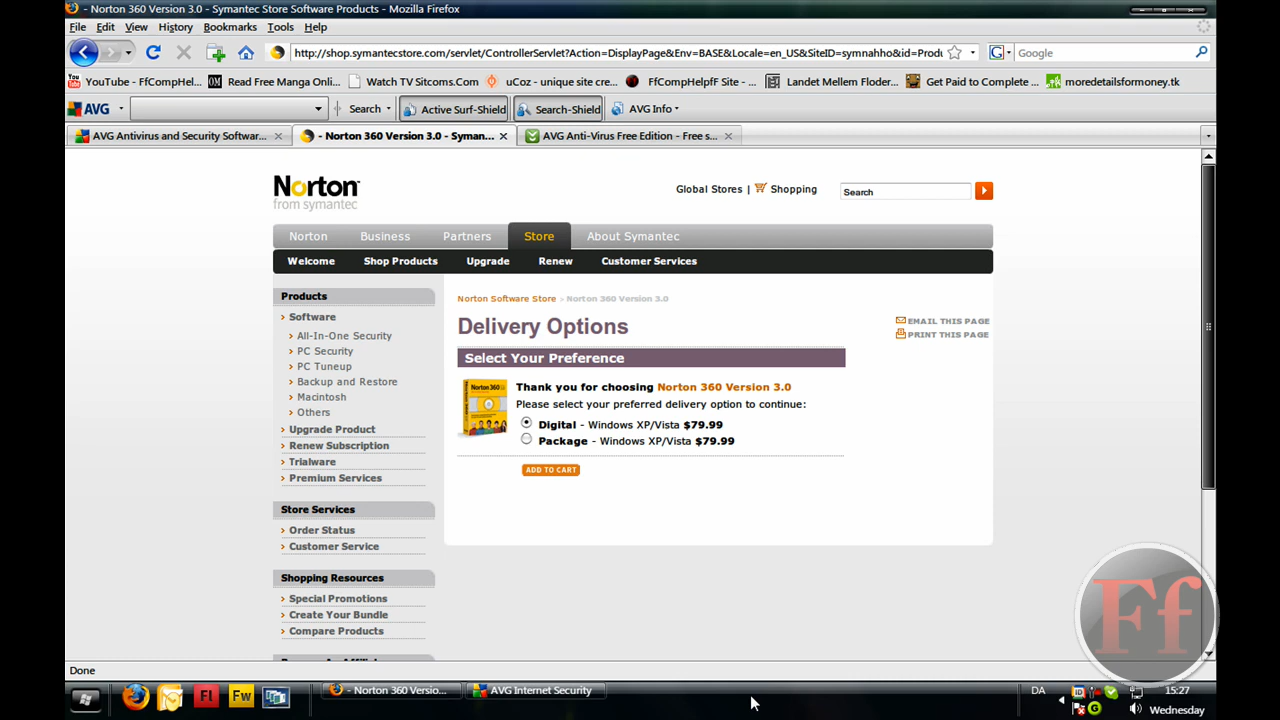 - Norton 360 Version 3.0 - Symantec Store Software Products - Mozilla Firefox
File Edit View History Bookmarks Tools Help
http://shop.symantecstore.com/servlet/ControllerServlet?Action=DisplayPage&Env=BASE&Locale=en_US&SiteID=symnahho&id=Produ
G Google
YouTube - FfCompHel... Read Free Manga Onl... Watch TV Sitcoms.Com uCoz - unique site cre... FfCompHelpff Site - ... Landet Mellem Floder... Get Paid to Complete ... moredetailsformoney.tk
AVG Search Active Surf-Shield Search-Shield AVG Info
AVG Antivirus and Security Softwar... - Norton 360 Version 3.0 - Syman... AVG Anti-Virus Free Edition - Free s...
Norton
from symantec
Global Stores | Shopping Search
Norton Business Partners Store About Symantec
Welcome Shop Products Upgrade Renew Customer Services
Products
Software
All-In-One Security
PC Security
PC Tuneup
Backup and Restore
Macintosh
Others
Upgrade Product
Renew Subscription
Trialware
Premium Services
Store Services
Order Status
Customer Service
Shopping Resources
Special Promotions
Create Your Bundle
Compare Products
Norton Software Store > Norton 360 Version 3.0
Delivery Options
EMAIL THIS PAGE
PRINT THIS PAGE
Select Your Preference
Norton 360
Thank you for choosing Norton 360 Version 3.0
Please select your preferred delivery option to continue:
Digital - Windows XP/Vista $79.99
Package - Windows XP/Vista $79.99
ADD TO CART
Ff
Done
Fl Fw - Norton 360 Versio... AVG Internet Security DA 15:27
Wednesday